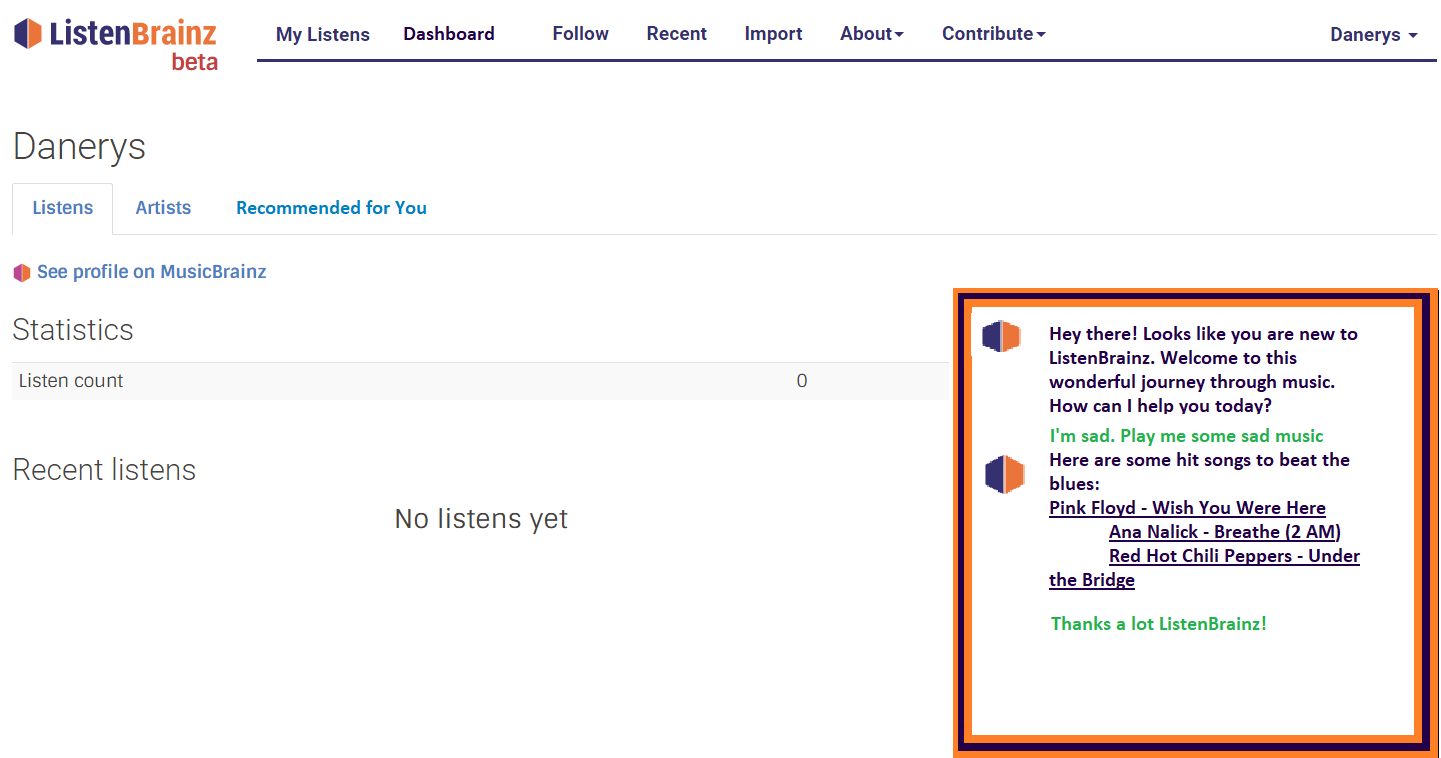 ListenBrainz
beta
My Listens Dashboard Follow Recent Import About Contribute Danerys
Danerys
Listens Artists Recommended for You
See profile on MusicBrainz
Statistics
Listen count 0
Recent listens
No listens yet
Hey there! Looks like you are new to
ListenBrainz. Welcome to this
wonderful journey through music.
How can I help you today?
I'm sad. Play me some sad music
Here are some hit songs to beat the
blues:
Pink Floyd - Wish You Were Here
Ana Nalick - Breathe (2 AM)
Red Hot Chili Peppers - Under
the Bridge
Thanks a lot ListenBrainz!